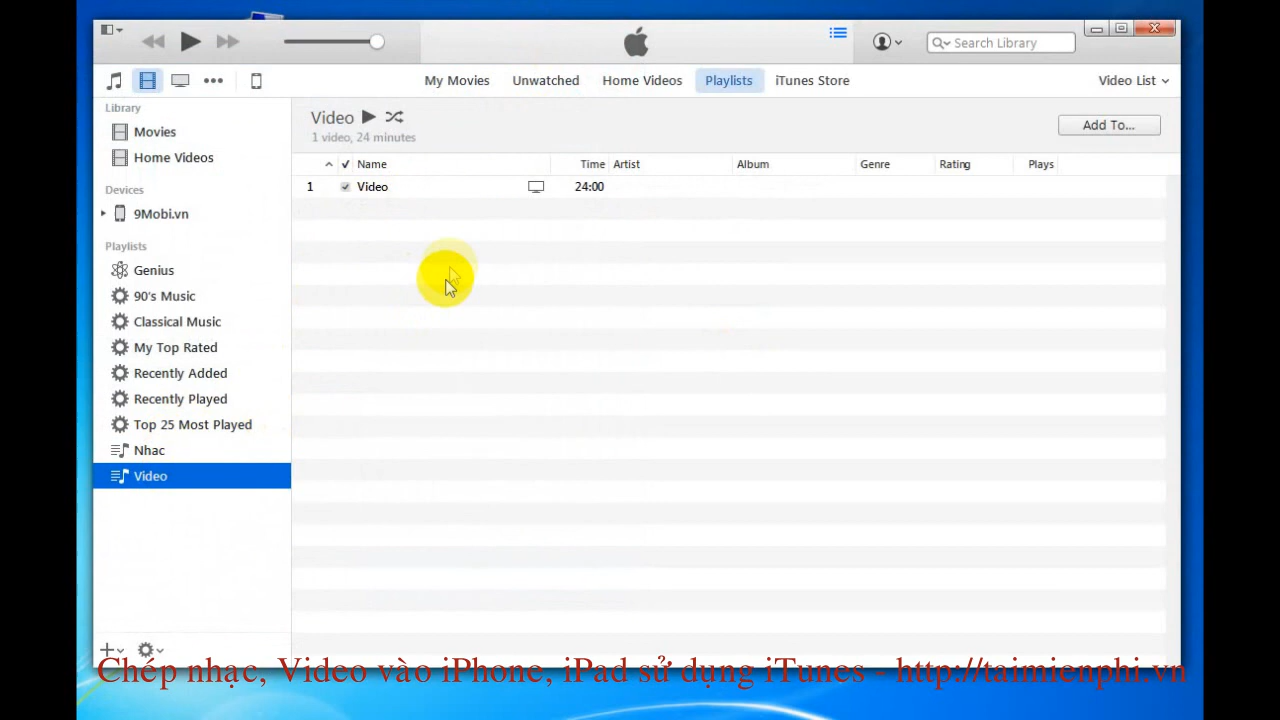 Search Library
My Movies Unwatched Home Videos Playlists iTunes Store Video List
Library
Movies
Home Videos
Devices
9Mobi.vn
Playlists
Genius
90's Music
Classical Music
My Top Rated
Recently Added
Recently Played
Top 25 Most Played
Nhac
Video
Video
1 video, 24 minutes
Add To...
Name Time Artist Album Genre Rating Plays
1 Video 24:00
Chép nhạc, Video vào iPhone, iPad sử dụng iTunes - http://taimienphi.vn